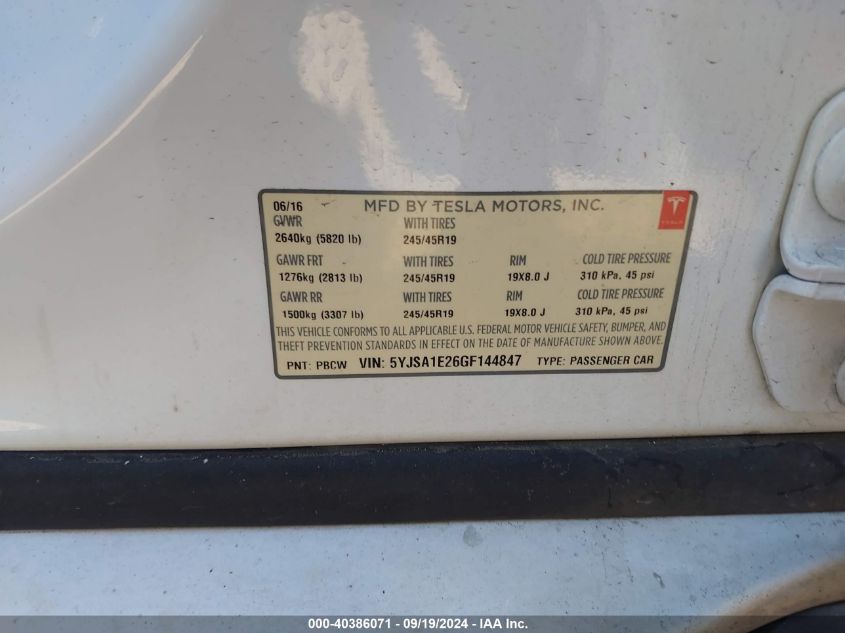 06/16 MFD BY TESLA MOTORS, INC.
GVWR WITH TIRES
TESLA
2640kg (5820 lb) 245/45R19
GAWR FRT WITH TIRES RIM COLD TIRE PRESSURE
1276kg (2813 lb) 245/45R19 19X8.0 J 310 kPa, 45 psi
GAWR RR WITH TIRES RIM COLD TIRE PRESSURE
1500kg (3307 lb) 245/45R19 19X8.0 J 310 kPa, 45 psi
THIS VEHICLE CONFORMS TO ALL APPLICABLE U.S. FEDERAL MOTOR VEHICLE SAFETY, BUMPER, AND
THEFT PREVENTION STANDARDS IN EFFECT ON THE DATE OF MANUFACTURE SHOWN ABOVE.
PNT: PBCW VIN: 5YJSA1E26GF144847 TYPE: PASSENGER CAR
000-40386071 - 09/19/2024 - IAA Inc.